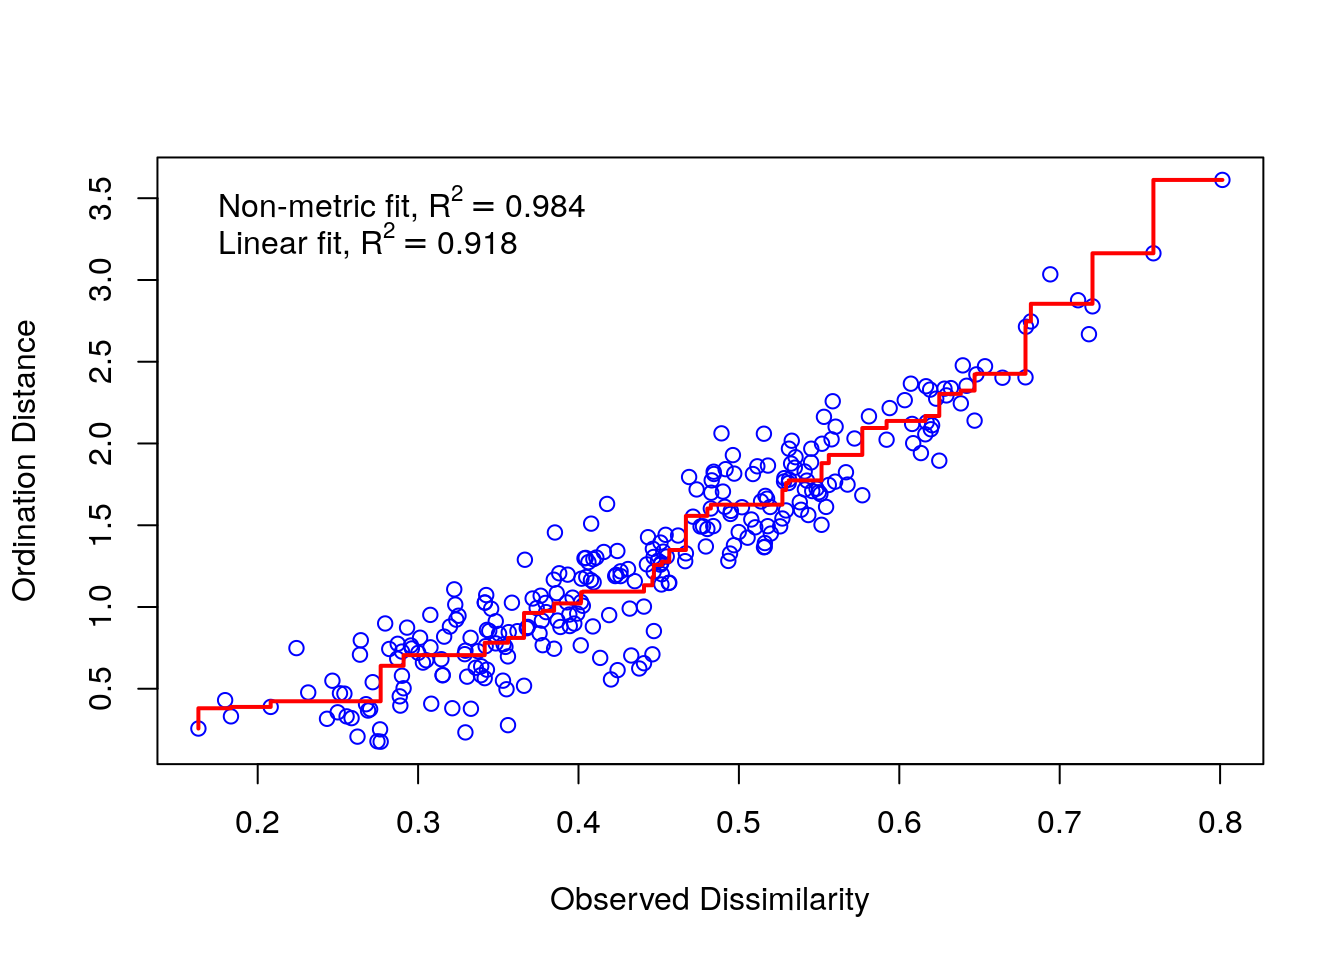 Non-metric fit, R² = 0.984
Linear fit, R² = 0.918
Ordination Distance
3.5
3.0
2.5
2.0
1.5
1.0
0.5
0.2 0.3 0.4 0.5 0.6 0.7 0.8
Observed Dissimilarity